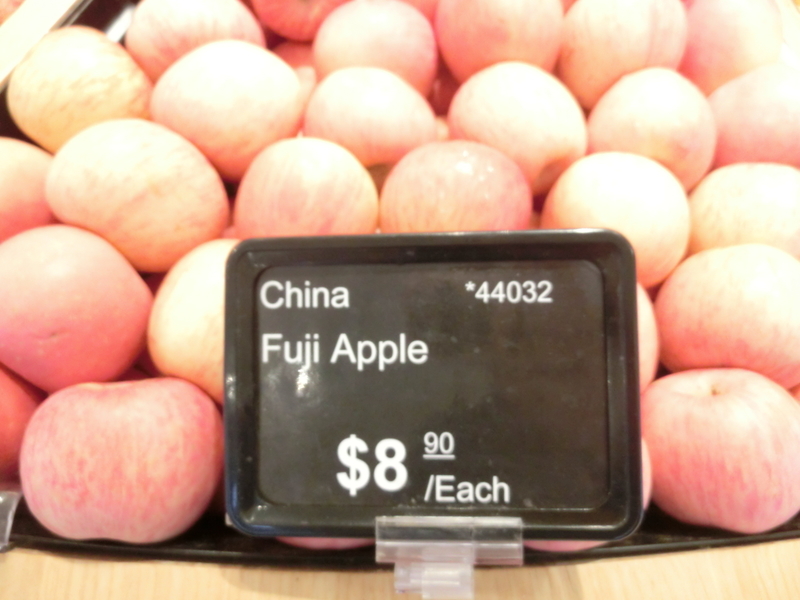 China *44032
Fuji Apple
$8 90
/Each